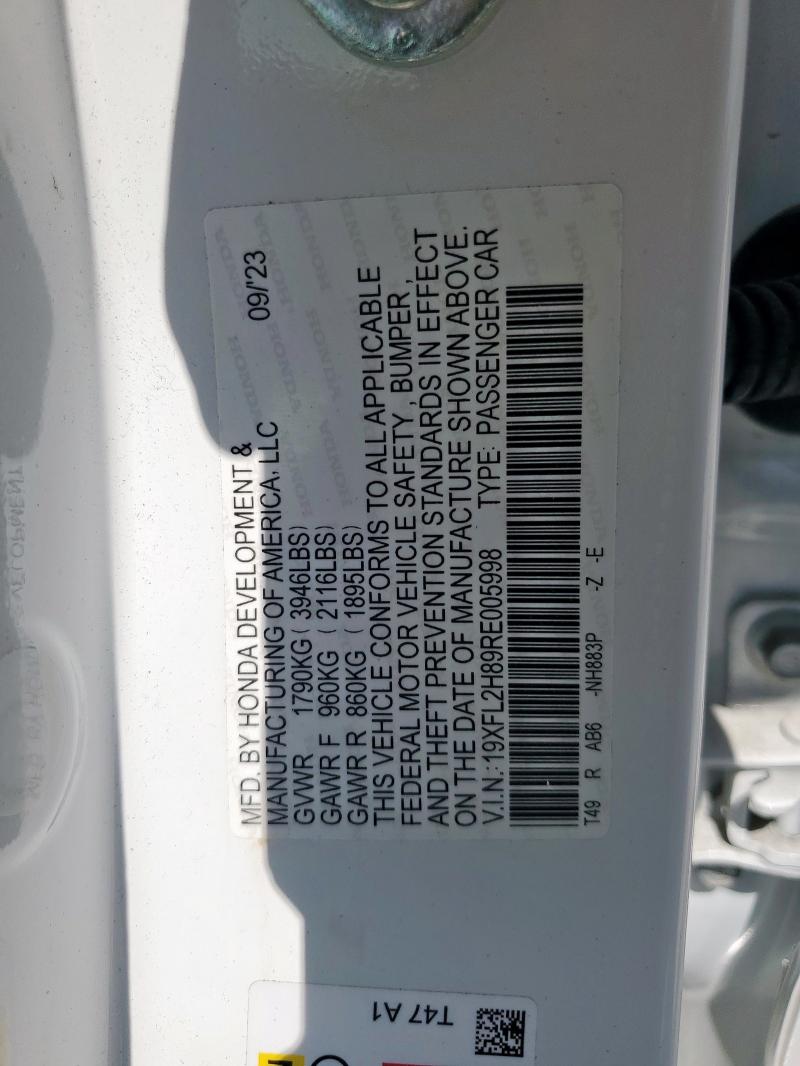 MFD. BY HONDA DEVELOPMENT &
MANUFACTURING OF AMERICA, LLC 09/'23
GVWR 1790KG ( 3946LBS)
GAWR F 960KG ( 2116LBS)
GAWR R 860KG ( 1895LBS)
THIS VEHICLE CONFORMS TO ALL APPLICABLE
FEDERAL MOTOR VEHICLE SAFETY , BUMPER ,
AND THEFT PREVENTION STANDARDS IN EFFECT
ON THE DATE OF MANUFACTURE SHOWN ABOVE.
V.I.N.: 19XFL2H89RE005998 TYPE: PASSENGER CAR
T49 R AB6 -NH883P -Z -E
T47 A1